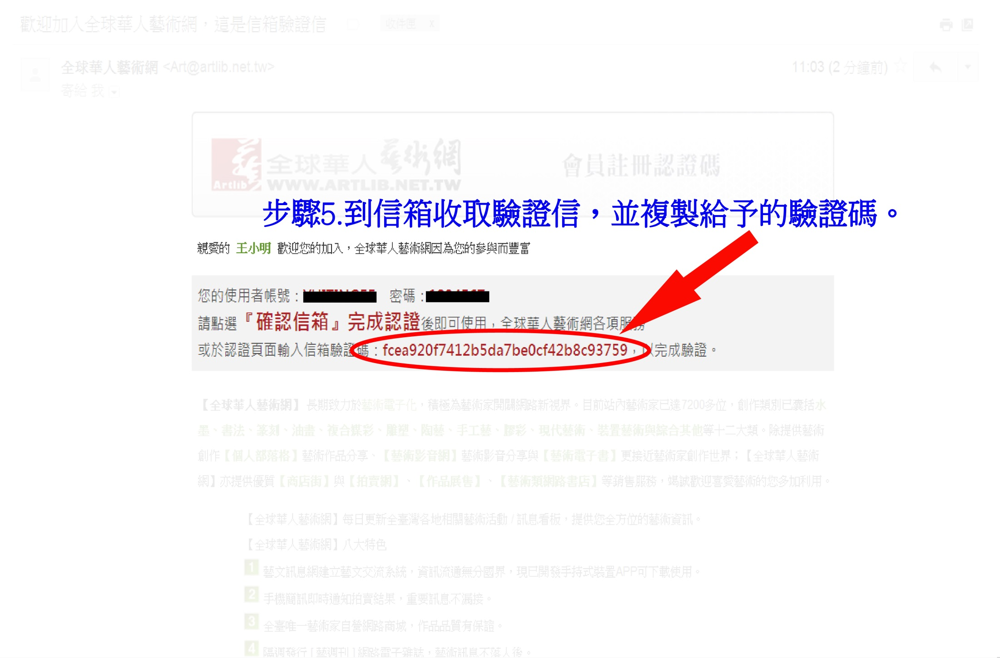 歡迎加入全球華人藝術網，這是信箱驗證信 收件匣 x
全球華人藝術網 <Art@artlib.net.tw>
11:03 (2 分鐘前)
寄給 我
Artlib
全球華人藝術網
WWW.ARTLIB.NET.TW
會員註冊認證碼
步驟5.到信箱收取驗證信，並複製給予的驗證碼。
親愛的 王小明 歡迎您的加入，全球華人藝術網因為您的參與而豐富
您的使用者帳號： 密碼：
請點選『確認信箱』完成認證後即可使用，全球華人藝術網各項服務
或於認證頁面輸入信箱驗證碼：fcea920f7412b5da7be0cf42b8c93759，以完成驗證。
【全球華人藝術網】長期致力於藝術電子化，積極為藝術家開闢網路新視界。目前站內藝術家已達7200多位，創作類別已囊括水
墨、書法、篆刻、油畫、複合媒彩、雕塑、陶藝、手工藝、膠彩、現代藝術、裝置藝術與綜合其他等十二大類。除提供藝術
創作【個人部落格】藝術作品分享、【藝術影音網】藝術影音分享與【藝術電子書】更接近藝術家創作世界；【全球華人藝術
網】亦提供優質【商店街】與【拍賣網】、【作品展售】、【藝術類網路書店】等銷售服務，竭誠歡迎喜愛藝術的您多加利用。
【全球華人藝術網】每日更新全臺灣各地相關藝術活動 / 訊息看板，提供您全方位的藝術資訊。
【全球華人藝術網】八大特色
1 藝文訊息網建立藝文交流系統，資訊流通無分國界，現已開發手持式裝置APP可下載使用。
2 手機簡訊即時通知拍賣結果，重要訊息不漏接。
3 全臺唯一藝術家自營網路商城，作品品質有保證。
4 隔週發行 [ 藝週刊 ] 網路電子雜誌，藝術訊息不落人後。